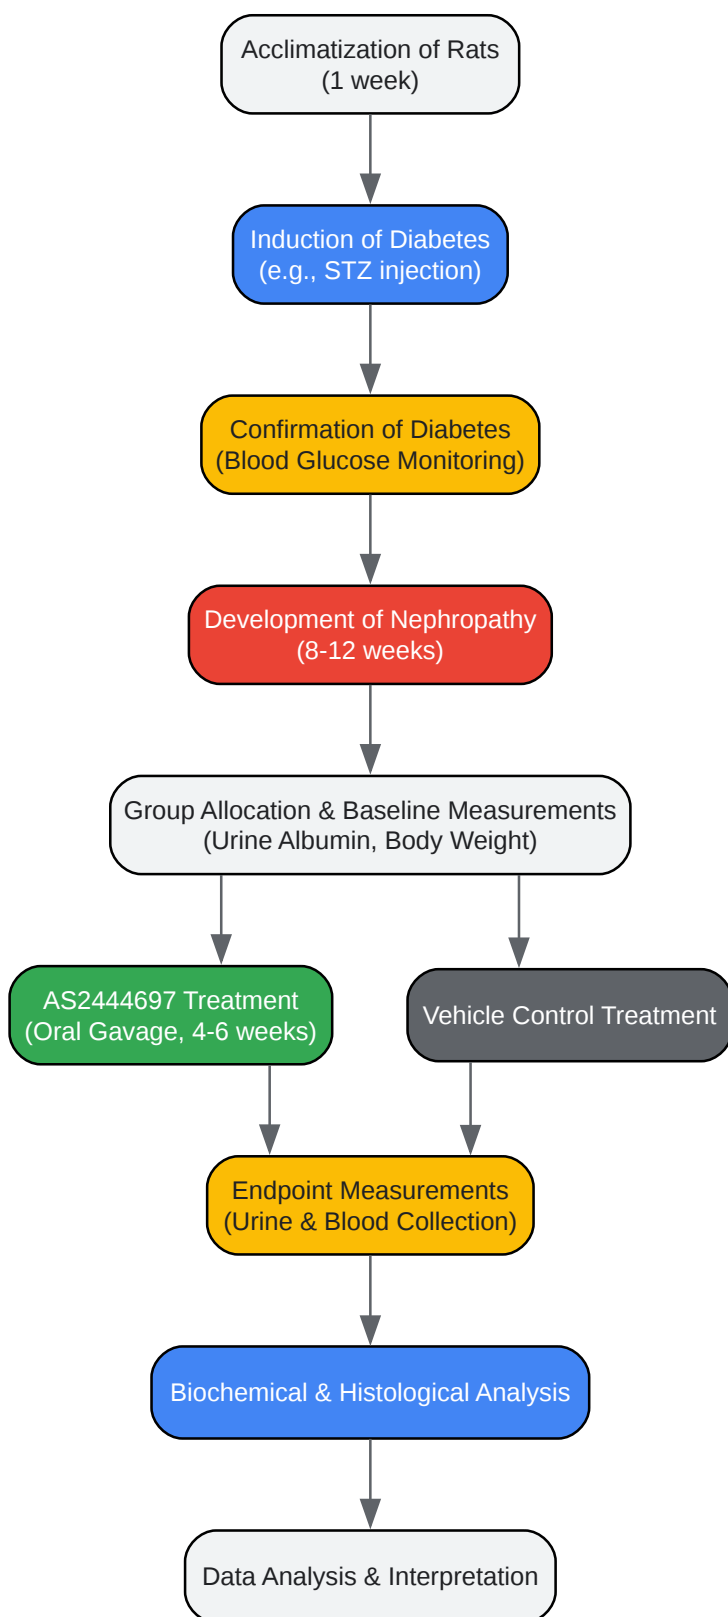 Acclimatization of Rats
(1 week)
Induction of Diabetes
(e.g., STZ injection)
Confirmation of Diabetes
(Blood Glucose Monitoring)
Development of Nephropathy
(8-12 weeks)
Group Allocation & Baseline Measurements
(Urine Albumin, Body Weight)
AS2444697 Treatment
(Oral Gavage, 4-6 weeks)
Vehicle Control Treatment
Endpoint Measurements
(Urine & Blood Collection)
Biochemical & Histological Analysis
Data Analysis & Interpretation